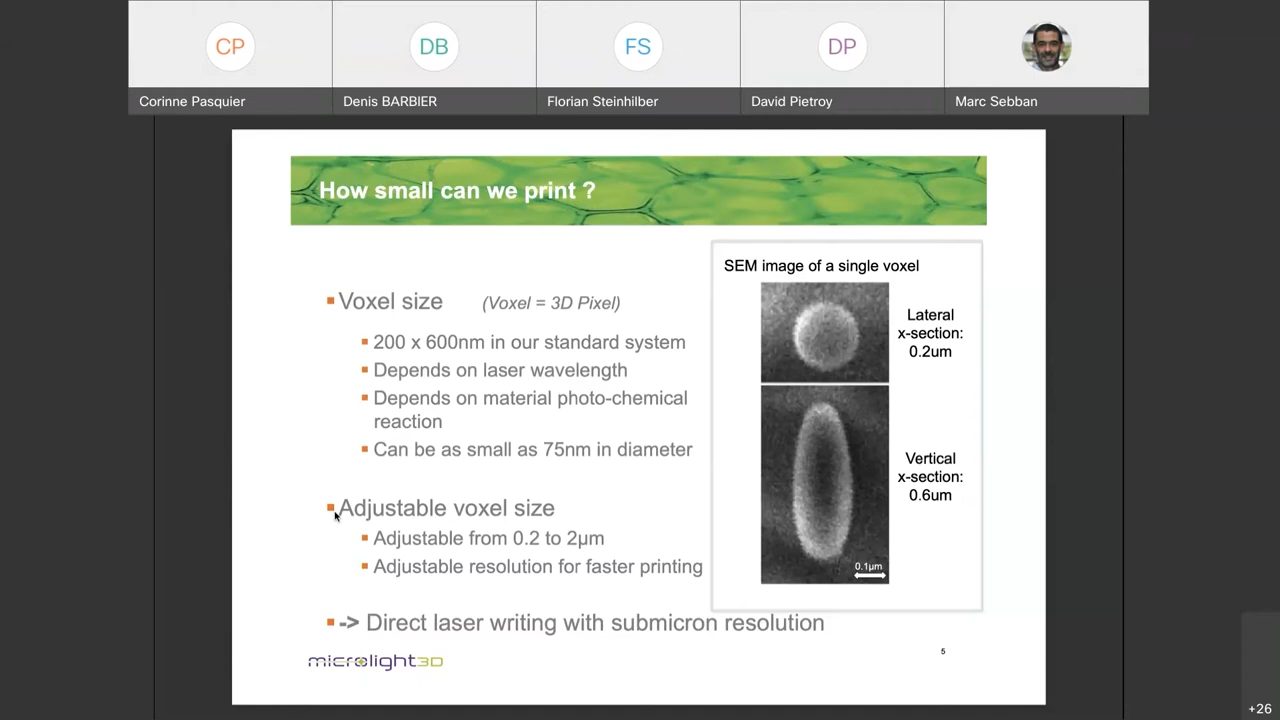 CP
DB
FS
DP
Corinne Pasquier
Denis BARBIER
Florian Steinhilber
David Pietroy
Marc Sebban
How small can we print ?
Voxel size (Voxel = 3D Pixel)
200 x 600nm in our standard system
Depends on laser wavelength
Depends on material photo-chemical
reaction
Can be as small as 75nm in diameter
Adjustable voxel size
Adjustable from 0.2 to 2µm
Adjustable resolution for faster printing
-> Direct laser writing with submicron resolution
SEM image of a single voxel
Lateral
x-section:
0.2um
Vertical
x-section:
0.6um
0.1µm
microlight3D
5
+26